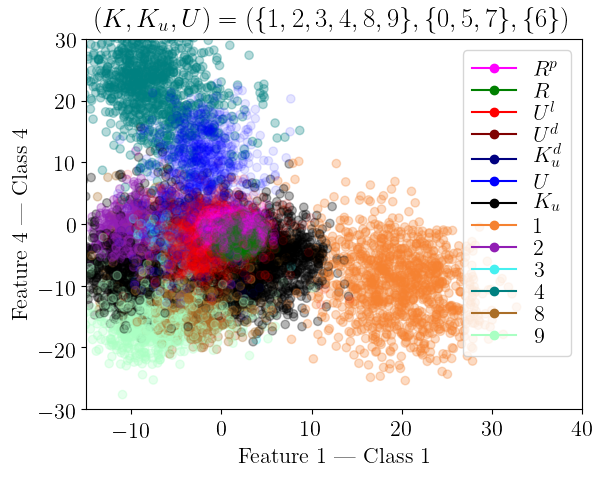 (K, K_u, U) = ({1, 2, 3, 4, 8, 9}, {0, 5, 7}, {6})
30
20
10
0
−10
−20
−30
Feature 4 — Class 4
R^p
R
U^l
U^d
K_u^d
U
K_u
1
2
3
4
8
9
−10
0
10
20
30
40
Feature 1 — Class 1